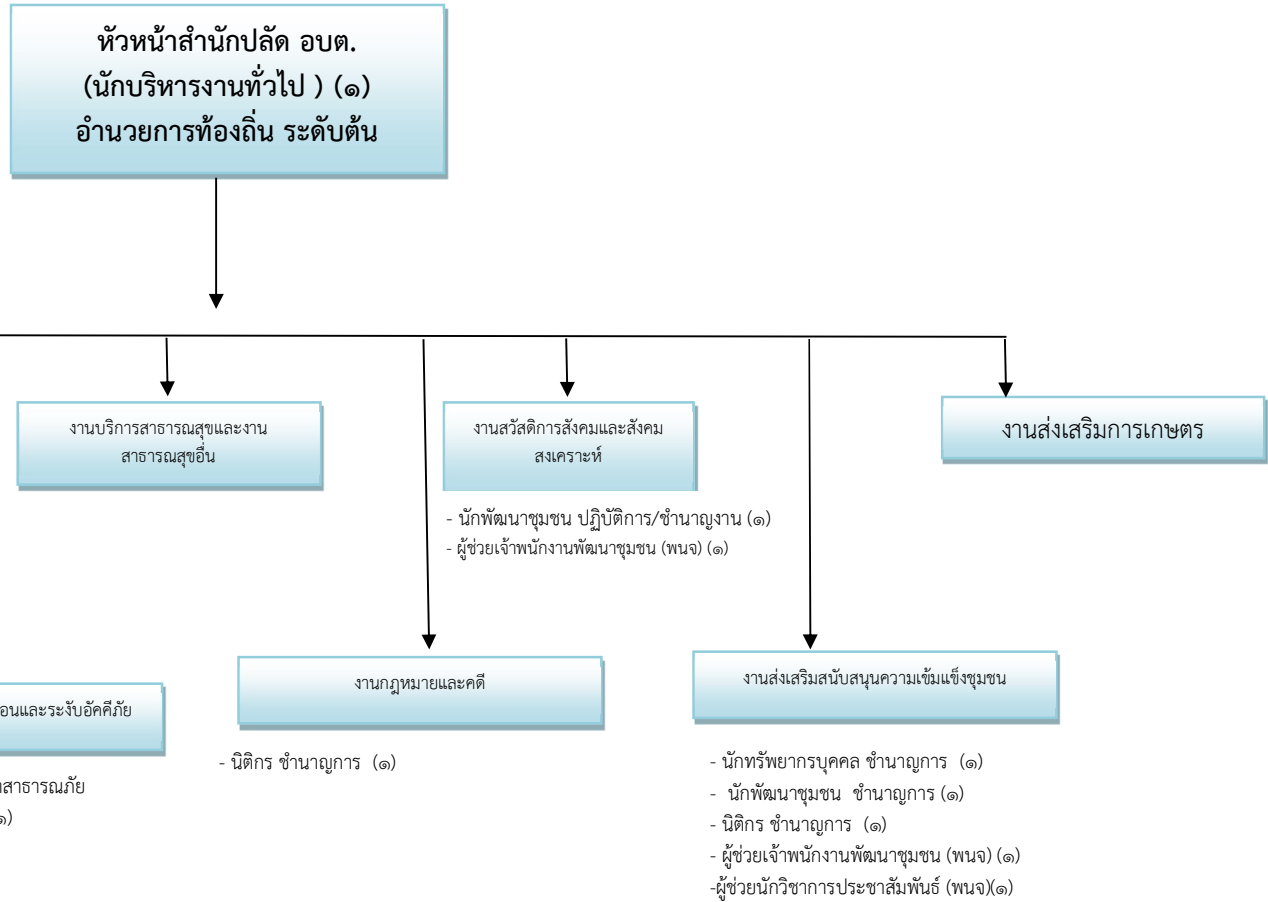 หัวหน้าสำนักปลัด อบต.
(นักบริหารงานทั่วไป ) (๑)
อำนวยการท้องถิ่น ระดับต้น
งานบริการสาธารณสุขและงาน
สาธารณสุขอื่น
งานสวัสดิการสังคมและสังคม
สงเคราะห์
งานส่งเสริมการเกษตร
- นักพัฒนาชุมชน ปฏิบัติการ/ชำนาญงาน (๑)
- ผู้ช่วยเจ้าพนักงานพัฒนาชุมชน (พนจ) (๑)
อนและระงับอัคคีภัย
สาธารณภัย
๑)
งานกฎหมายและคดี
- นิติกร ชำนาญการ (๑)
งานส่งเสริมสนับสนุนความเข้มแข็งชุมชน
- นักทรัพยากรบุคคล ชำนาญการ (๑)
- นักพัฒนาชุมชน ชำนาญการ (๑)
- นิติกร ชำนาญการ (๑)
- ผู้ช่วยเจ้าพนักงานพัฒนาชุมชน (พนจ) (๑)
-ผู้ช่วยนักวิชาการประชาสัมพันธ์ (พนจ)(๑)